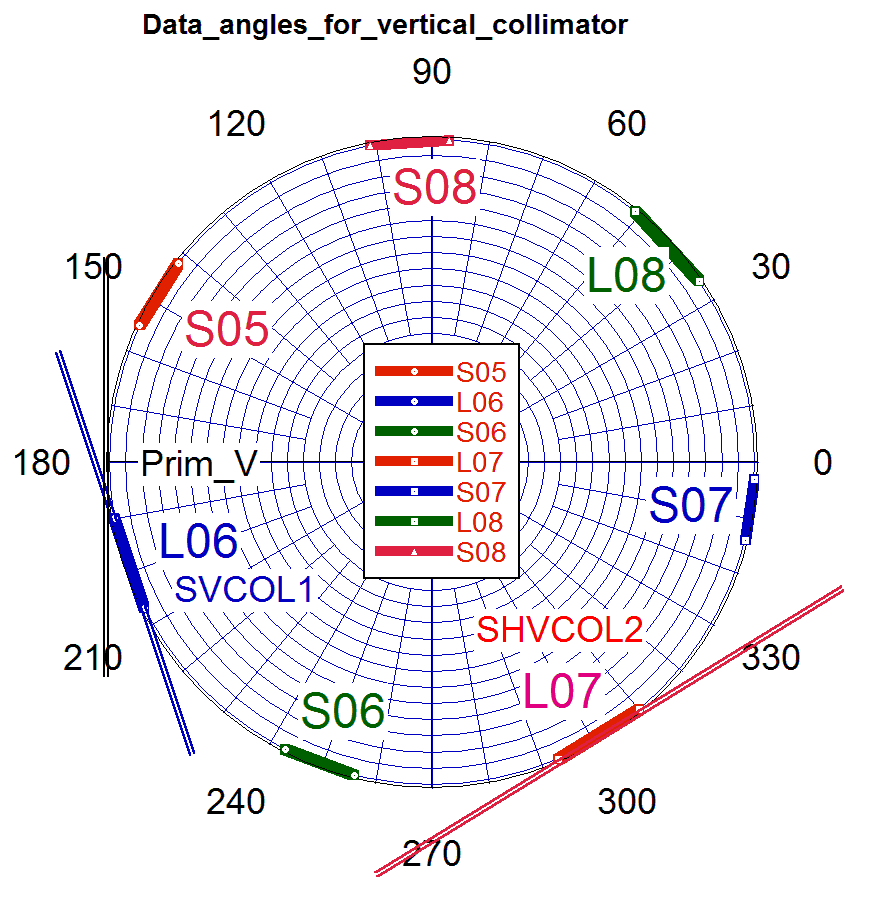 Data_angles_for_vertical_collimator
90
120
60
S08
150
30
L08
S05
S05
L06
S06
L07
S07
L08
S08
180
Prim_V
0
S07
L06
SVCOL1
SHVCOL2
210
330
L07
S06
240
300
270